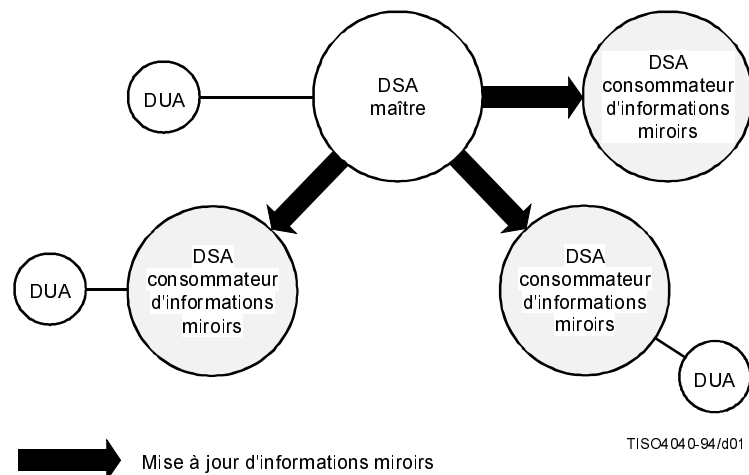 DUA
DSA
maître
DSA
consommateur
d'informations
miroirs
DUA
DSA
consommateur
d'informations
miroirs
DSA
consommateur
d'informations
miroirs
DUA
TISO4040-94/d01
Mise à jour d'informations miroirs